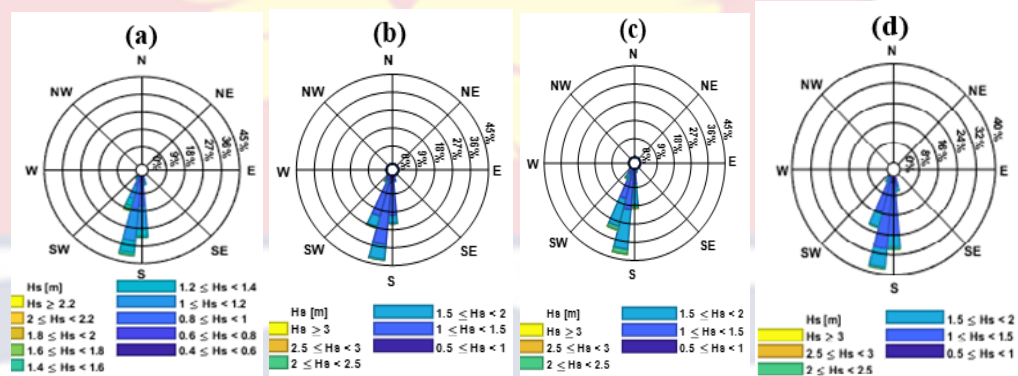 (a)
N
NW
NE
45%
36%
27%
18%
9%
0%
W
E
SW
SE
S
Hs [m]
Hs ≥ 2.2
2 ≤ Hs < 2.2
1.8 ≤ Hs < 2
1.6 ≤ Hs < 1.8
1.4 ≤ Hs < 1.6
1.2 ≤ Hs < 1.4
1 ≤ Hs < 1.2
0.8 ≤ Hs < 1
0.6 ≤ Hs < 0.8
0.4 ≤ Hs < 0.6
(b)
N
NW
NE
45%
36%
27%
18%
9%
0%
W
E
SW
SE
S
Hs [m]
Hs ≥ 3
2.5 ≤ Hs < 3
2 ≤ Hs < 2.5
1.5 ≤ Hs < 2
1 ≤ Hs < 1.5
0.5 ≤ Hs < 1
(c)
N
NW
NE
45%
36%
27%
18%
9%
0%
W
E
SW
SE
S
Hs [m]
Hs ≥ 3
2.5 ≤ Hs < 3
2 ≤ Hs < 2.5
1.5 ≤ Hs < 2
1 ≤ Hs < 1.5
0.5 ≤ Hs < 1
(d)
N
NW
NE
40%
32%
24%
16%
8%
0%
W
E
SW
SE
S
Hs [m]
Hs ≥ 3
2.5 ≤ Hs < 3
2 ≤ Hs < 2.5
1.5 ≤ Hs < 2
1 ≤ Hs < 1.5
0.5 ≤ Hs < 1